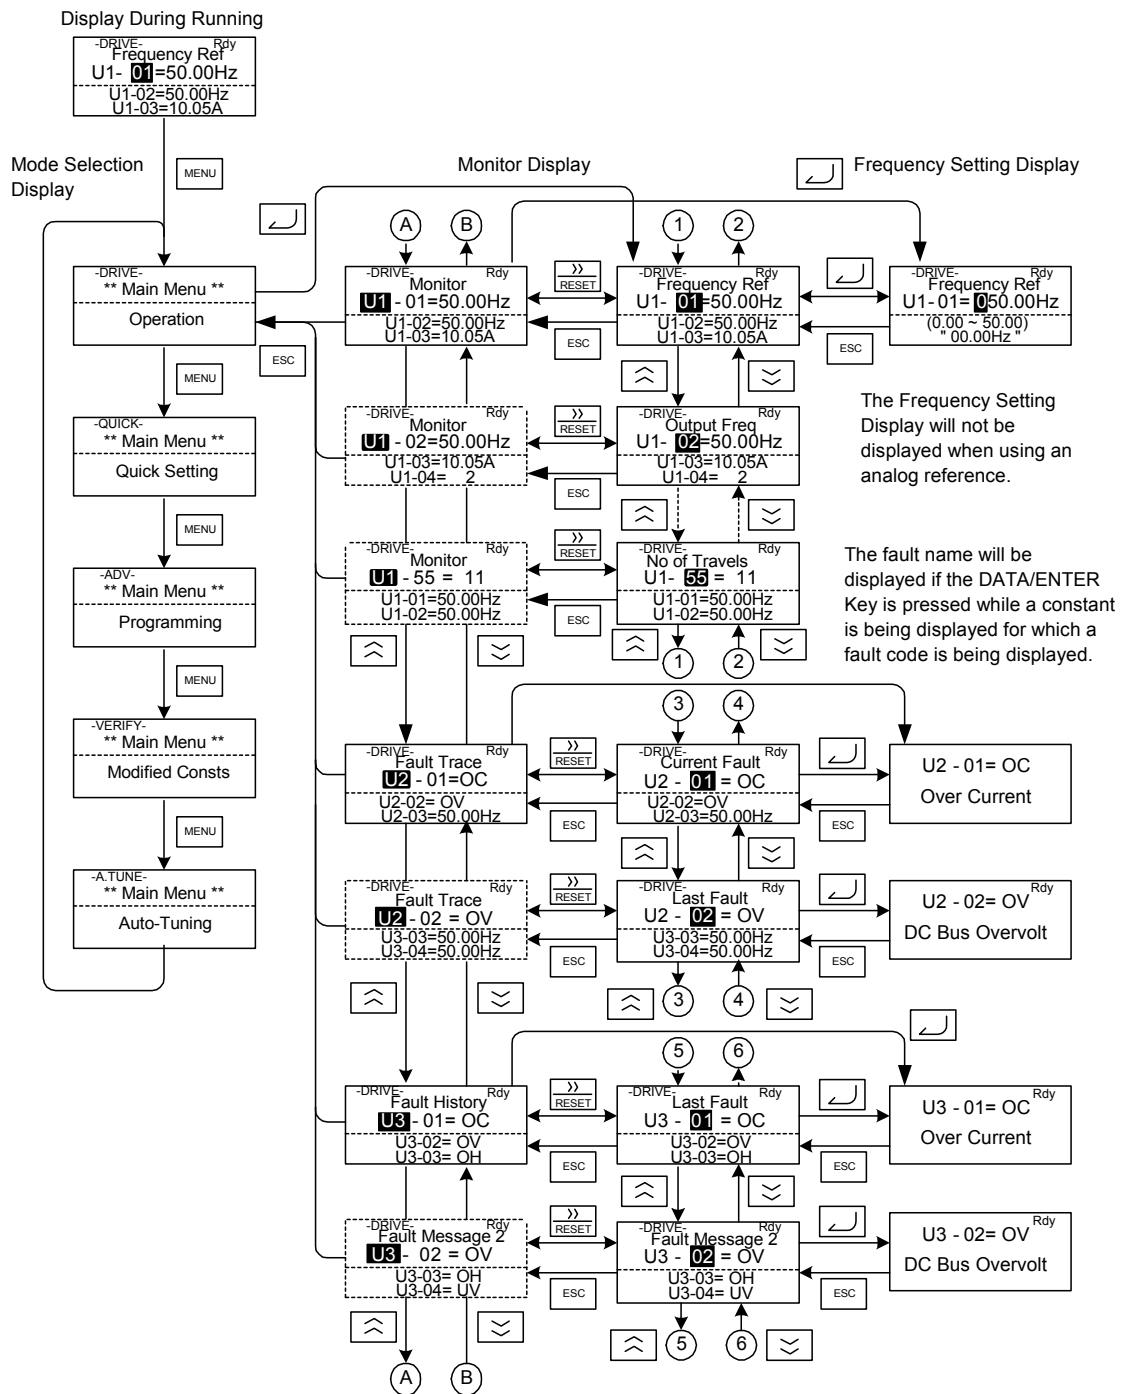 Display During Running
-DRIVE- Rdy
Frequency Ref
U1- 01=50.00Hz
U1-02=50.00Hz
U1-03=10.05A
Mode Selection
Display
MENU
Monitor Display
Frequency Setting Display
A
B
1
2
-DRIVE-
** Main Menu **
Operation
ESC
-DRIVE- Rdy
Monitor
U1 - 01=50.00Hz
U1-02=50.00Hz
U1-03=10.05A
>>
RESET
ESC
-DRIVE- Rdy
Frequency Ref
U1- 01=50.00Hz
U1-02=50.00Hz
U1-03=10.05A
ESC
-DRIVE- Rdy
Frequency Ref
U1-01= 050.00Hz
(0.00 ~ 50.00)
" 00.00Hz "
MENU
-QUICK-
** Main Menu **
Quick Setting
-DRIVE- Rdy
Monitor
U1 - 02=50.00Hz
U1-03=10.05A
U1-04= 2
>>
RESET
ESC
-DRIVE- Rdy
Output Freq
U1- 02=50.00Hz
U1-03=10.05A
U1-04= 2
The Frequency Setting
Display will not be
displayed when using an
analog reference.
MENU
-ADV-
** Main Menu **
Programming
-DRIVE- Rdy
Monitor
U1 - 55 = 11
U1-01=50.00Hz
U1-02=50.00Hz
>>
RESET
ESC
-DRIVE- Rdy
No of Travels
U1- 55 = 11
U1-01=50.00Hz
U1-02=50.00Hz
1
2
The fault name will be
displayed if the DATA/ENTER
Key is pressed while a constant
is being displayed for which a
fault code is being displayed.
MENU
-VERIFY-
** Main Menu **
Modified Consts
3
4
-DRIVE- Rdy
Fault Trace
U2 - 01=OC
U2-02= OV
U2-03=50.00Hz
>>
RESET
ESC
-DRIVE- Rdy
Current Fault
U2 - 01 = OC
U2-02=OV
U2-03=50.00Hz
ESC
U2 - 01= OC
Over Current
MENU
-A.TUNE-
** Main Menu **
Auto-Tuning
-DRIVE- Rdy
Fault Trace
U2 - 02 = OV
U3-03=50.00Hz
U3-04=50.00Hz
>>
RESET
ESC
-DRIVE- Rdy
Last Fault
U2 - 02 = OV
U3-03=50.00Hz
U3-04=50.00Hz
ESC
Rdy
U2 - 02= OV
DC Bus Overvolt
3
4
5
6
-DRIVE- Rdy
Fault History
U3 - 01= OC
U3-02= OV
U3-03= OH
>>
RESET
ESC
-DRIVE- Rdy
Last Fault
U3 - 01 = OC
U3-02=OV
U3-03=OH
ESC
Rdy
U3 - 01= OC
Over Current
-DRIVE- Rdy
Fault Message 2
U3 - 02 = OV
U3-03= OH
U3-04= UV
>>
RESET
ESC
-DRIVE- Rdy
Fault Message 2
U3 - 02 = OV
U3-03= OH
U3-04= UV
ESC
Rdy
U3 - 02= OV
DC Bus Overvolt
5
6
A
B